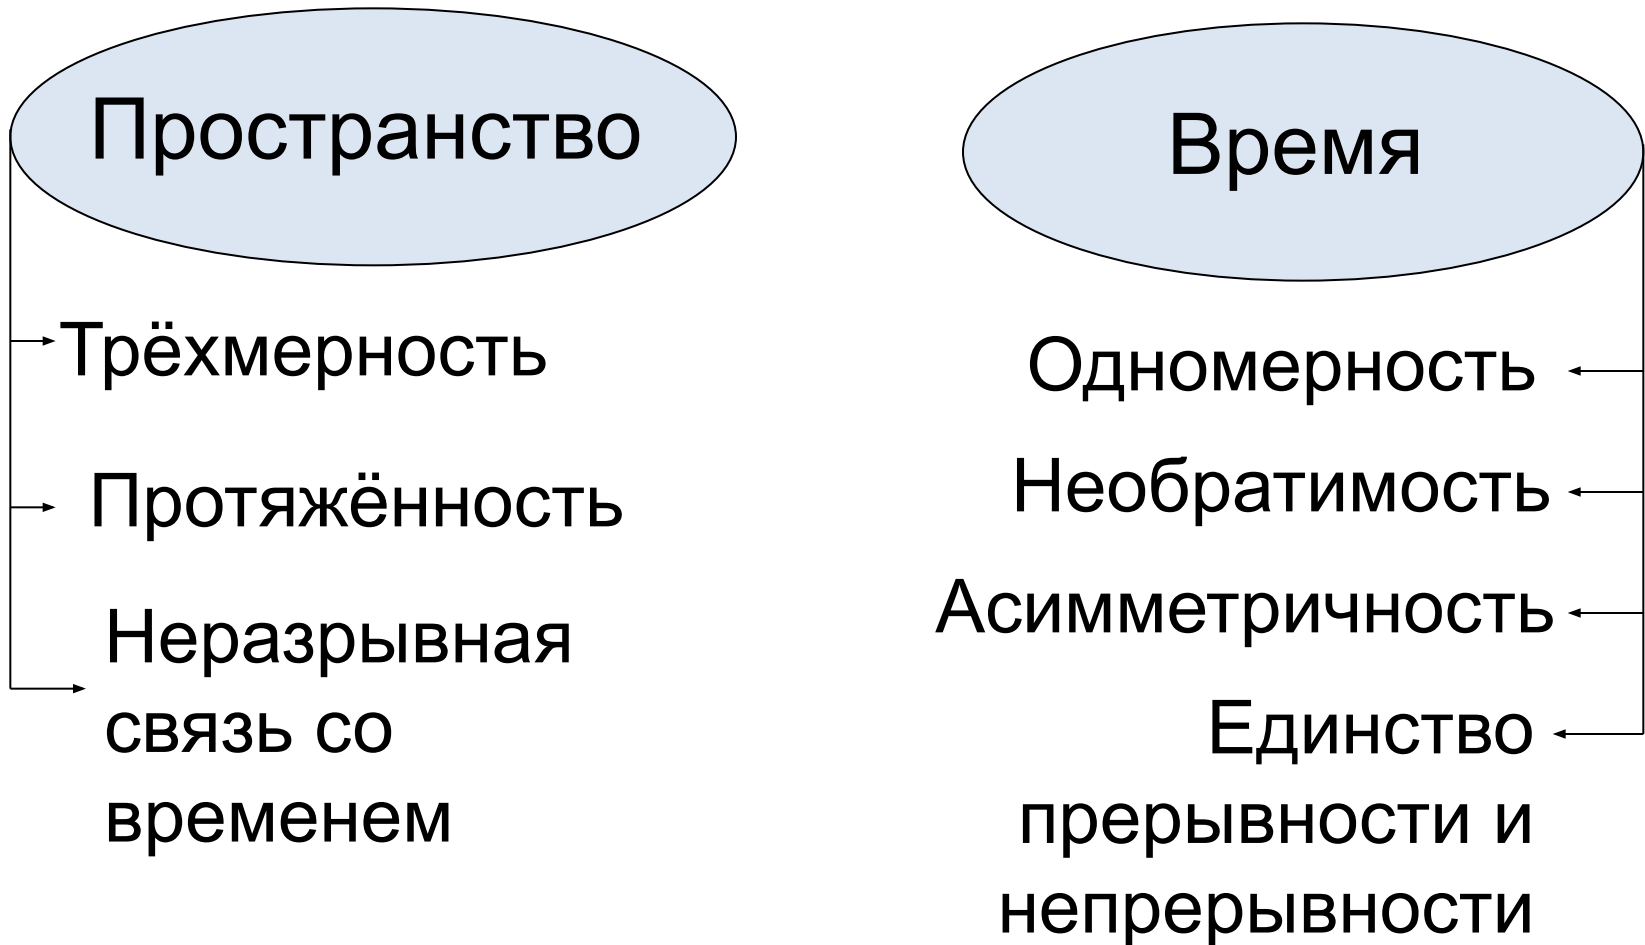 Пространство
Трёхмерность
Протяжённость
Неразрывная
связь со
временем
Время
Одномерность
Необратимость
Асимметричность
Единство
прерывности и
непрерывности